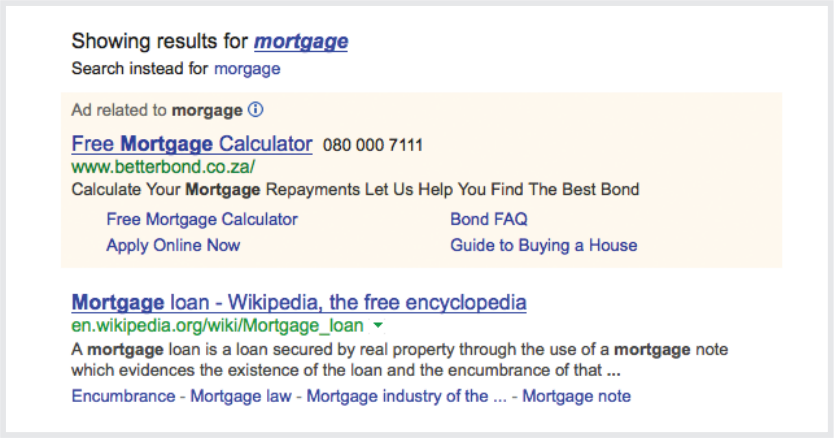 Showing results for mortgage
Search instead for morgage
Ad related to morgage
Free Mortgage Calculator 080 000 7111
www.betterbond.co.za/
Calculate Your Mortgage Repayments Let Us Help You Find The Best Bond
Free Mortgage Calculator Bond FAQ
Apply Online Now Guide to Buying a House
Mortgage loan - Wikipedia, the free encyclopedia
en.wikipedia.org/wiki/Mortgage_loan
A mortgage loan is a loan secured by real property through the use of a mortgage note
which evidences the existence of the loan and the encumbrance of that ...
Encumbrance - Mortgage law - Mortgage industry of the ... - Mortgage note